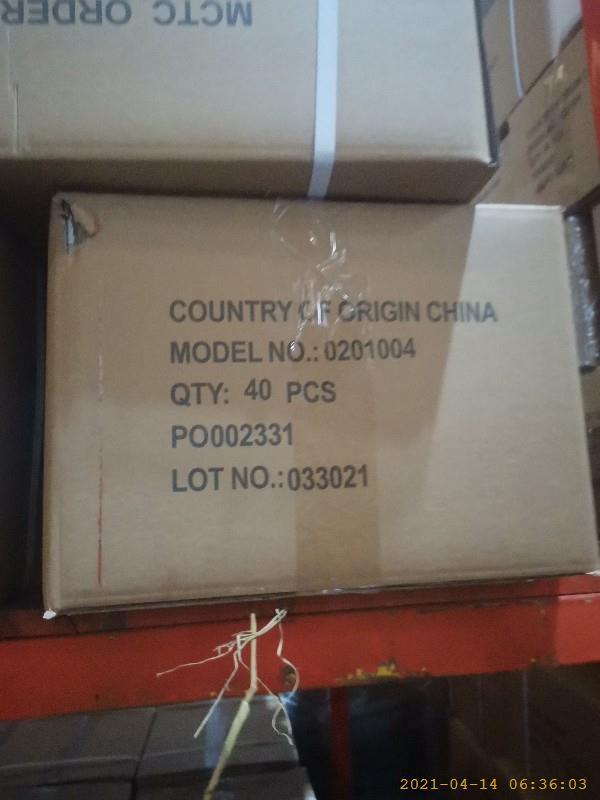 MCTC ORDER
COUNTRY OF ORIGIN CHINA
MODEL NO.: 0201004
QTY: 40 PCS
PO002331
LOT NO.: 033021
2021-04-14 06:36:03